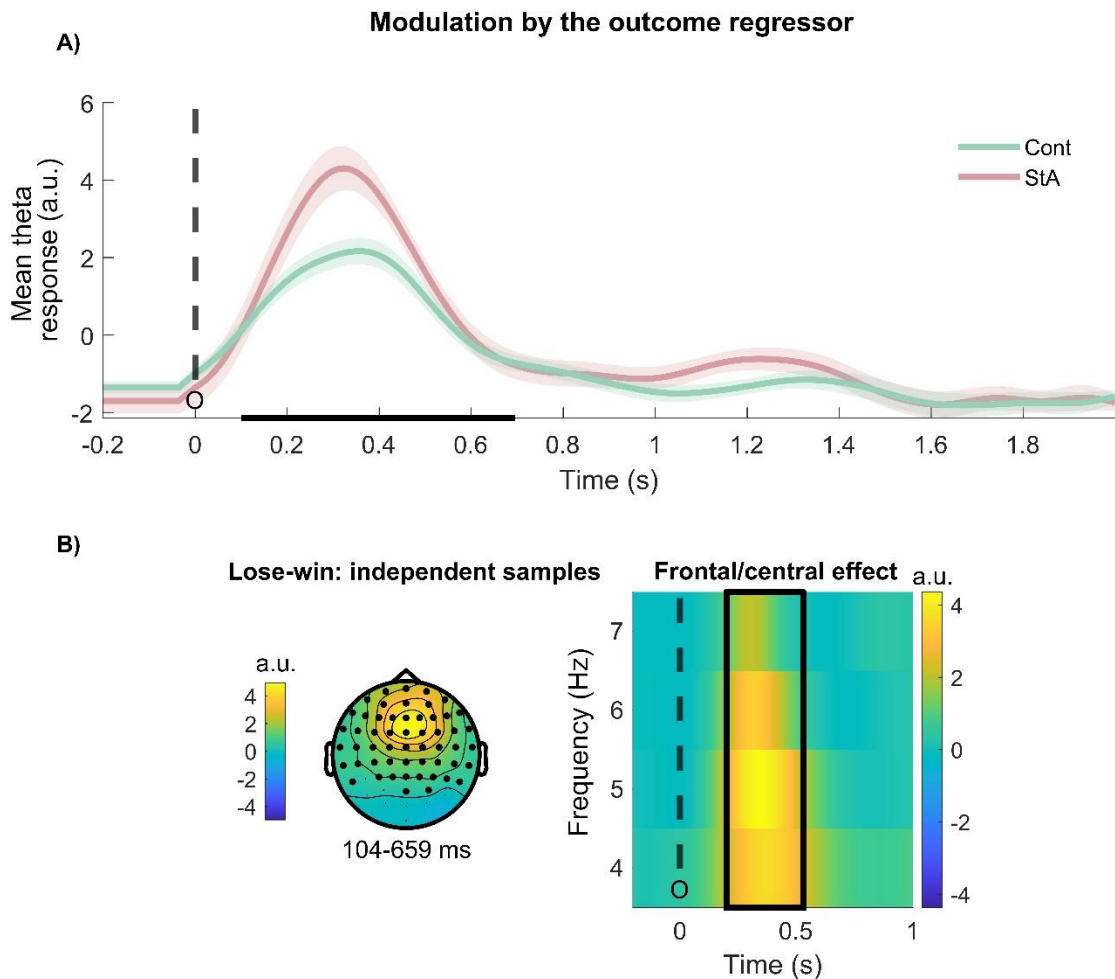 Modulation by the outcome regressor
A)
Mean theta
response (a.u.)
6
4
2
0
-2
Cont
StA
O
-0.2 0 0.2 0.4 0.6 0.8 1 1.2 1.4 1.6 1.8
Time (s)
B)
Lose-win: independent samples
a.u.
4
2
0
-2
-4
104-659 ms
Frontal/central effect
a.u.
Frequency (Hz)
7
6
5
4
O
0 0.5 1
Time (s)
4
2
0
-2
-4